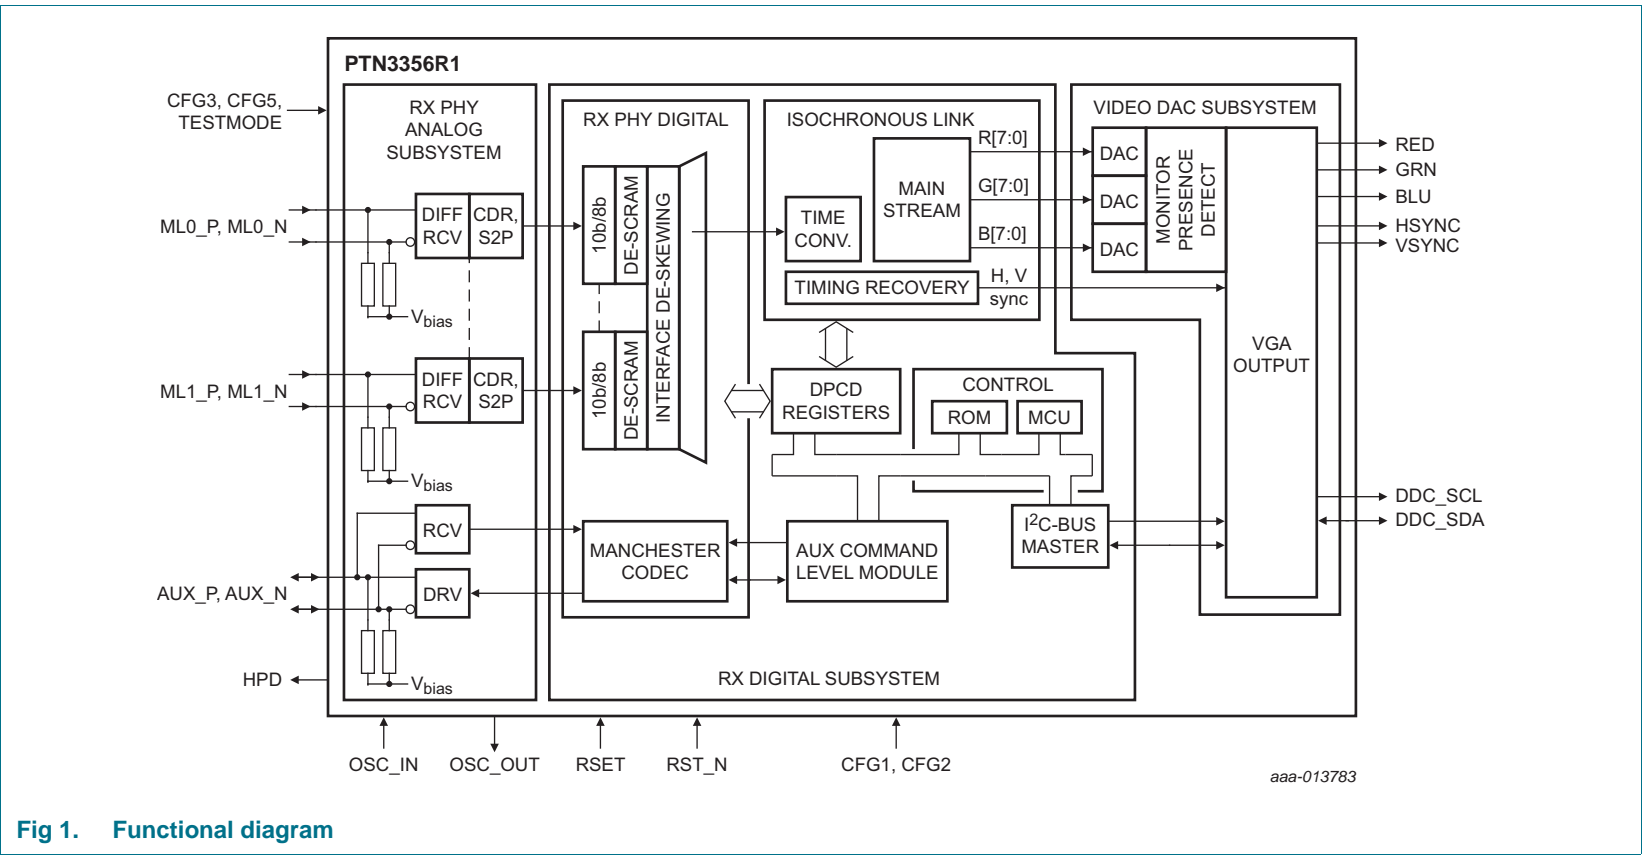 PTN3356R1
CFG3, CFG5,
TESTMODE
RX PHY
ANALOG
SUBSYSTEM
RX PHY DIGITAL
ISOCHRONOUS LINK
VIDEO DAC SUBSYSTEM
ML0_P, ML0_N
DIFF
RCV
CDR,
S2P
10b/8b
DE-SCRAM
INTERFACE DE-SKEWING
TIME
CONV.
MAIN
STREAM
R[7:0]
G[7:0]
B[7:0]
DAC
DAC
DAC
MONITOR
PRESENCE
DETECT
RED
GRN
BLU
HSYNC
VSYNC
TIMING RECOVERY
H, V
sync
Vbias
VGA
OUTPUT
ML1_P, ML1_N
DIFF
RCV
CDR,
S2P
10b/8b
DE-SCRAM
DPCD
REGISTERS
CONTROL
ROM
MCU
Vbias
RCV
MANCHESTER
CODEC
AUX COMMAND
LEVEL MODULE
I2C-BUS
MASTER
DDC_SCL
DDC_SDA
AUX_P, AUX_N
DRV
HPD
Vbias
RX DIGITAL SUBSYSTEM
OSC_IN
OSC_OUT
RSET
RST_N
CFG1, CFG2
aaa-013783
Fig 1. Functional diagram